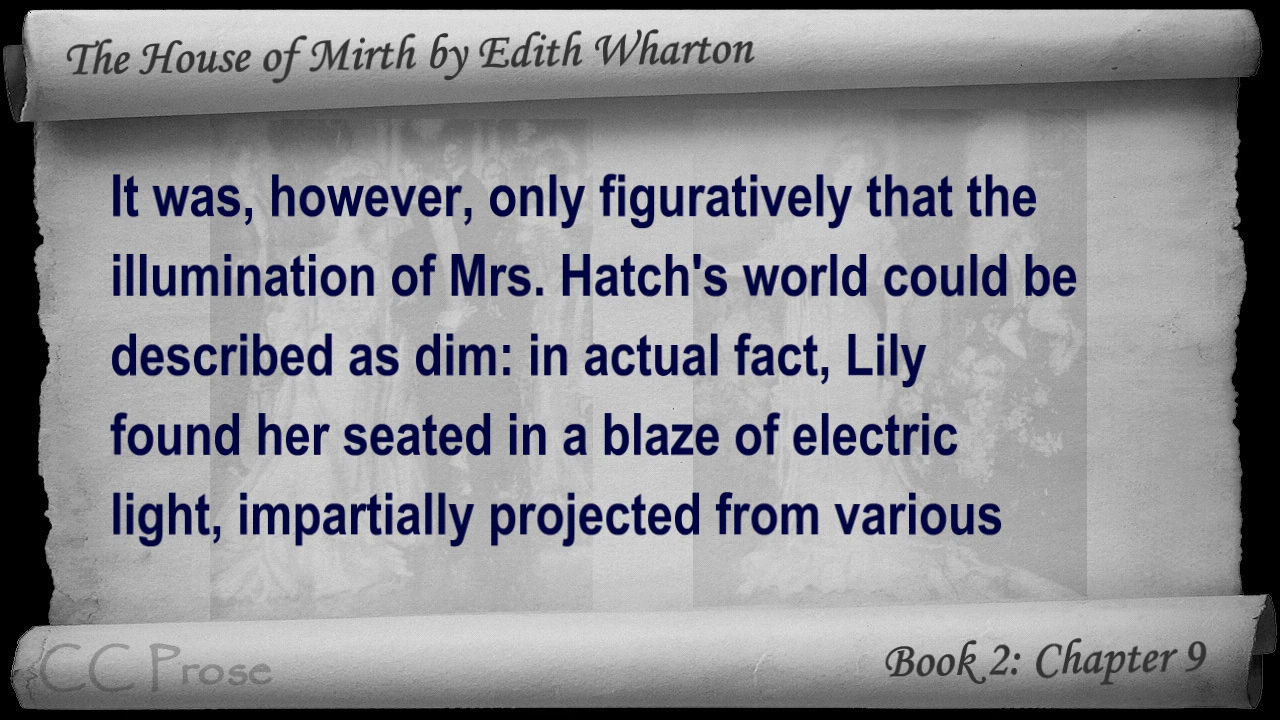 The House of Mirth by Edith Wharton
It was, however, only figuratively that the
illumination of Mrs. Hatch's world could be
described as dim: in actual fact, Lily
found her seated in a blaze of electric
light, impartially projected from various
CC Prose
Book 2: Chapter 9